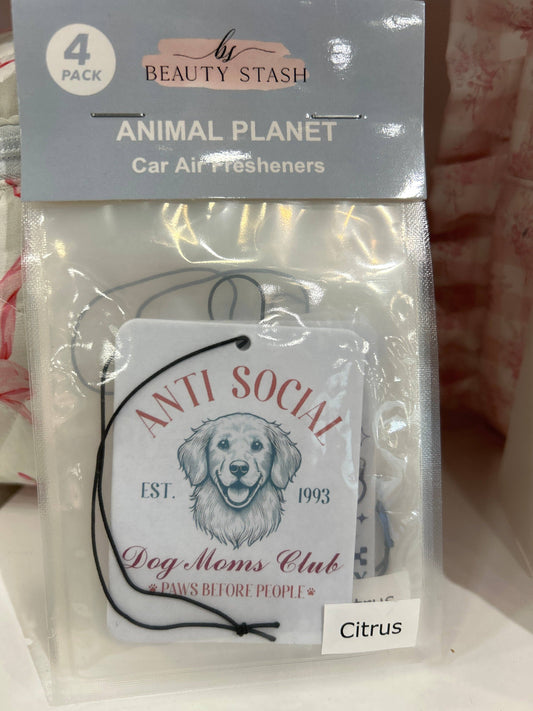 4
PACK
bs
BEAUTY STASH
ANIMAL PLANET
Car Air Fresheners
ANTI SOCIAL
EST. 1993
Dog Moms Club
PAWS BEFORE PEOPLE
Citrus